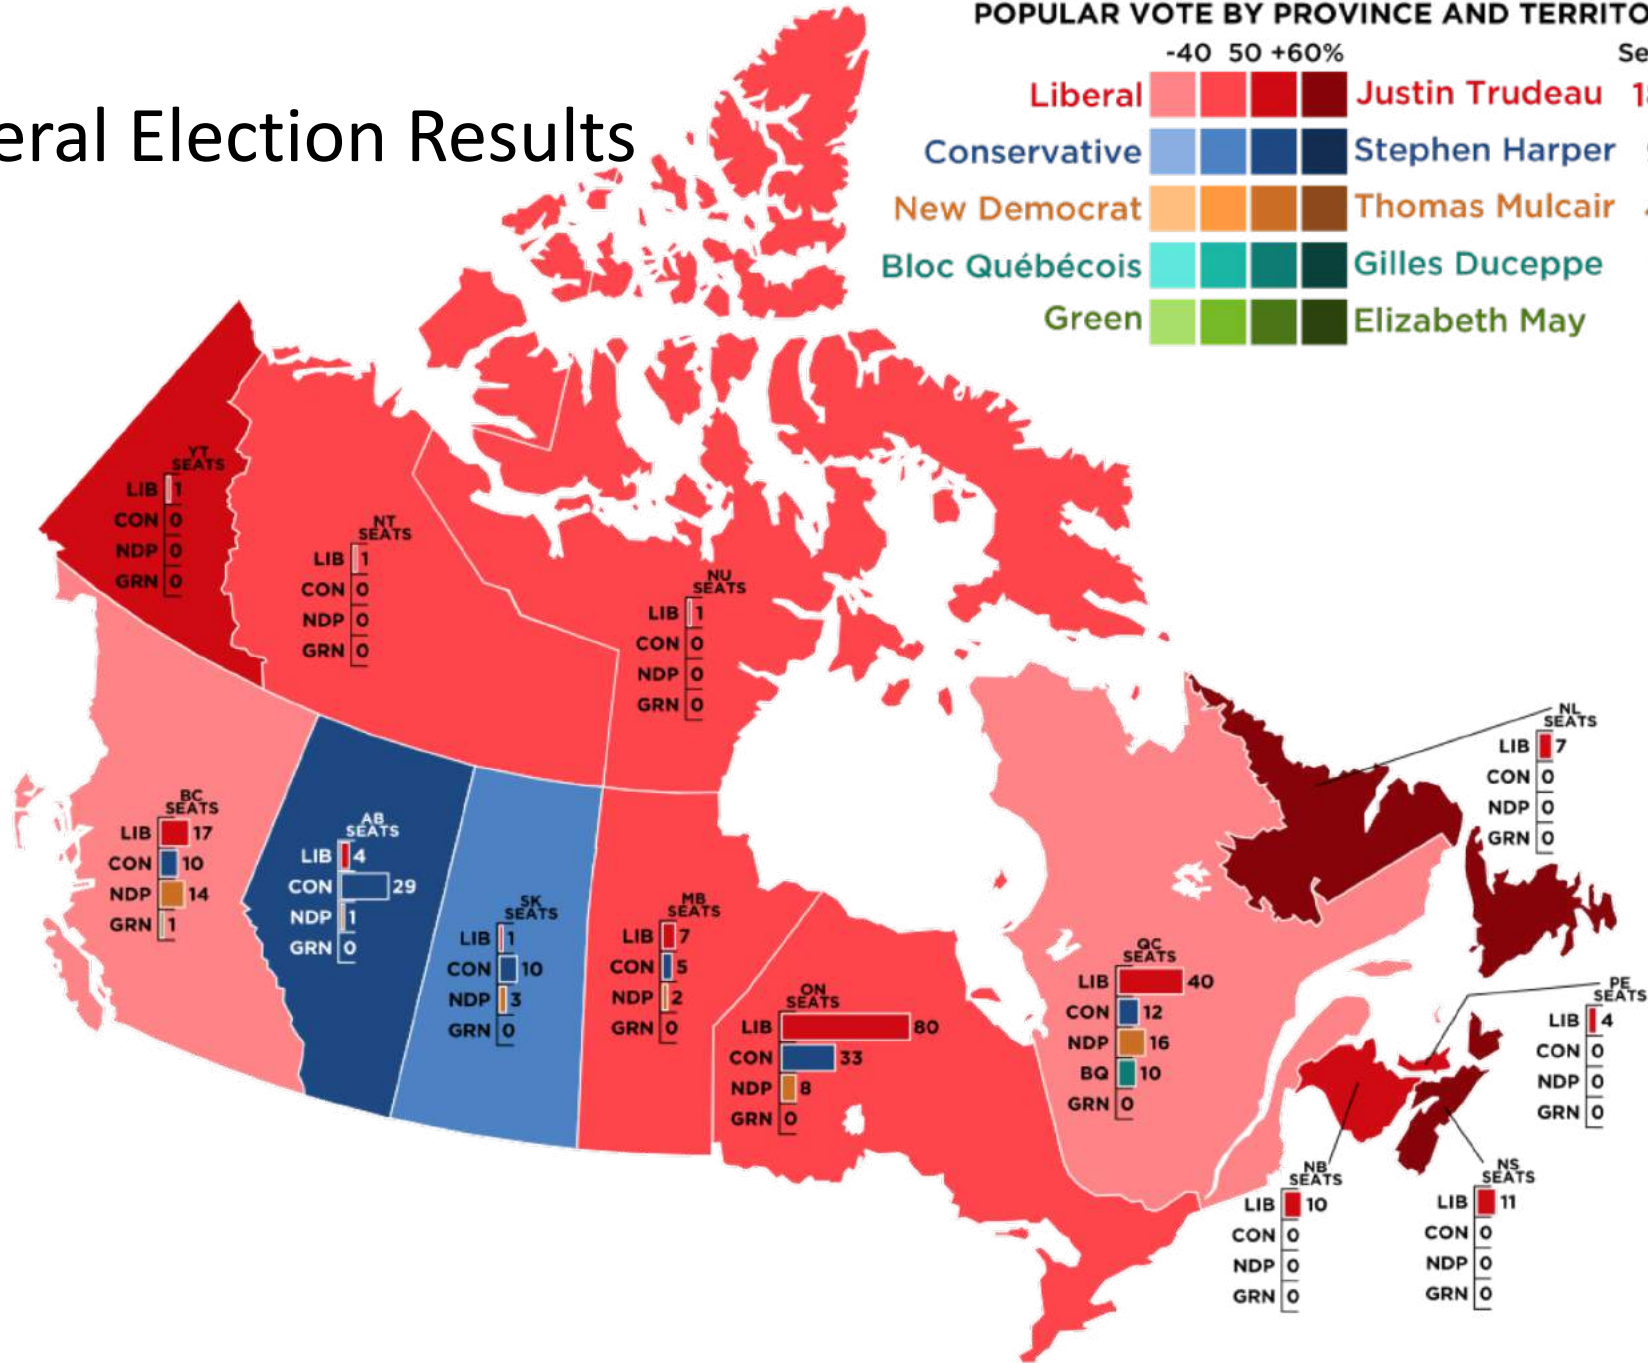 POPULAR VOTE BY PROVINCE AND TERRITO
-40 50 +60% Se
eral Election Results
Liberal Justin Trudeau
Conservative Stephen Harper
New Democrat Thomas Mulcair
Bloc Québécois Gilles Duceppe
Green Elizabeth May
YT
SEATS
LIB 1
CON 0
NDP 0
GRN 0
NT
SEATS
LIB 1
CON 0
NDP 0
GRN 0
NU
SEATS
LIB 1
CON 0
NDP 0
GRN 0
BC
SEATS
LIB 17
CON 10
NDP 14
GRN 1
AB
SEATS
LIB 4
CON 29
NDP 1
GRN 0
SK
SEATS
LIB 1
CON 10
NDP 3
GRN 0
MB
SEATS
LIB 7
CON 5
NDP 2
GRN 0
ON
SEATS
LIB 80
CON 33
NDP 8
GRN 0
QC
SEATS
LIB 40
CON 12
NDP 16
BQ 10
GRN 0
NL
SEATS
LIB 7
CON 0
NDP 0
GRN 0
PE
SEATS
LIB 4
CON 0
NDP 0
GRN 0
NB
SEATS
LIB 10
CON 0
NDP 0
GRN 0
NS
SEATS
LIB 11
CON 0
NDP 0
GRN 0